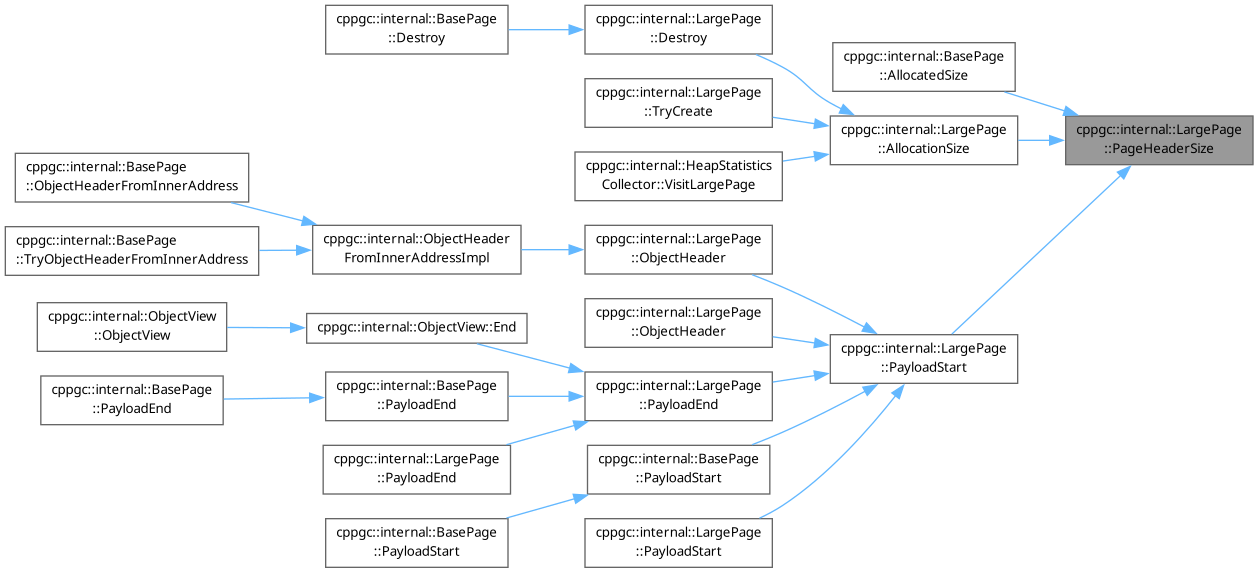 cppgc::internal::BasePage
::Destroy
cppgc::internal::LargePage
::Destroy
cppgc::internal::BasePage
::AllocatedSize
cppgc::internal::LargePage
::TryCreate
cppgc::internal::LargePage
::AllocationSize
cppgc::internal::LargePage
::PageHeaderSize
cppgc::internal::HeapStatistics
Collector::VisitLargePage
cppgc::internal::BasePage
::ObjectHeaderFromInnerAddress
cppgc::internal::BasePage
::TryObjectHeaderFromInnerAddress
cppgc::internal::ObjectHeader
FromInnerAddressImpl
cppgc::internal::LargePage
::ObjectHeader
cppgc::internal::ObjectView
::ObjectView
cppgc::internal::ObjectView::End
cppgc::internal::LargePage
::ObjectHeader
cppgc::internal::LargePage
::PayloadStart
cppgc::internal::BasePage
::PayloadEnd
cppgc::internal::BasePage
::PayloadEnd
cppgc::internal::LargePage
::PayloadEnd
cppgc::internal::LargePage
::PayloadEnd
cppgc::internal::BasePage
::PayloadStart
cppgc::internal::BasePage
::PayloadStart
cppgc::internal::LargePage
::PayloadStart